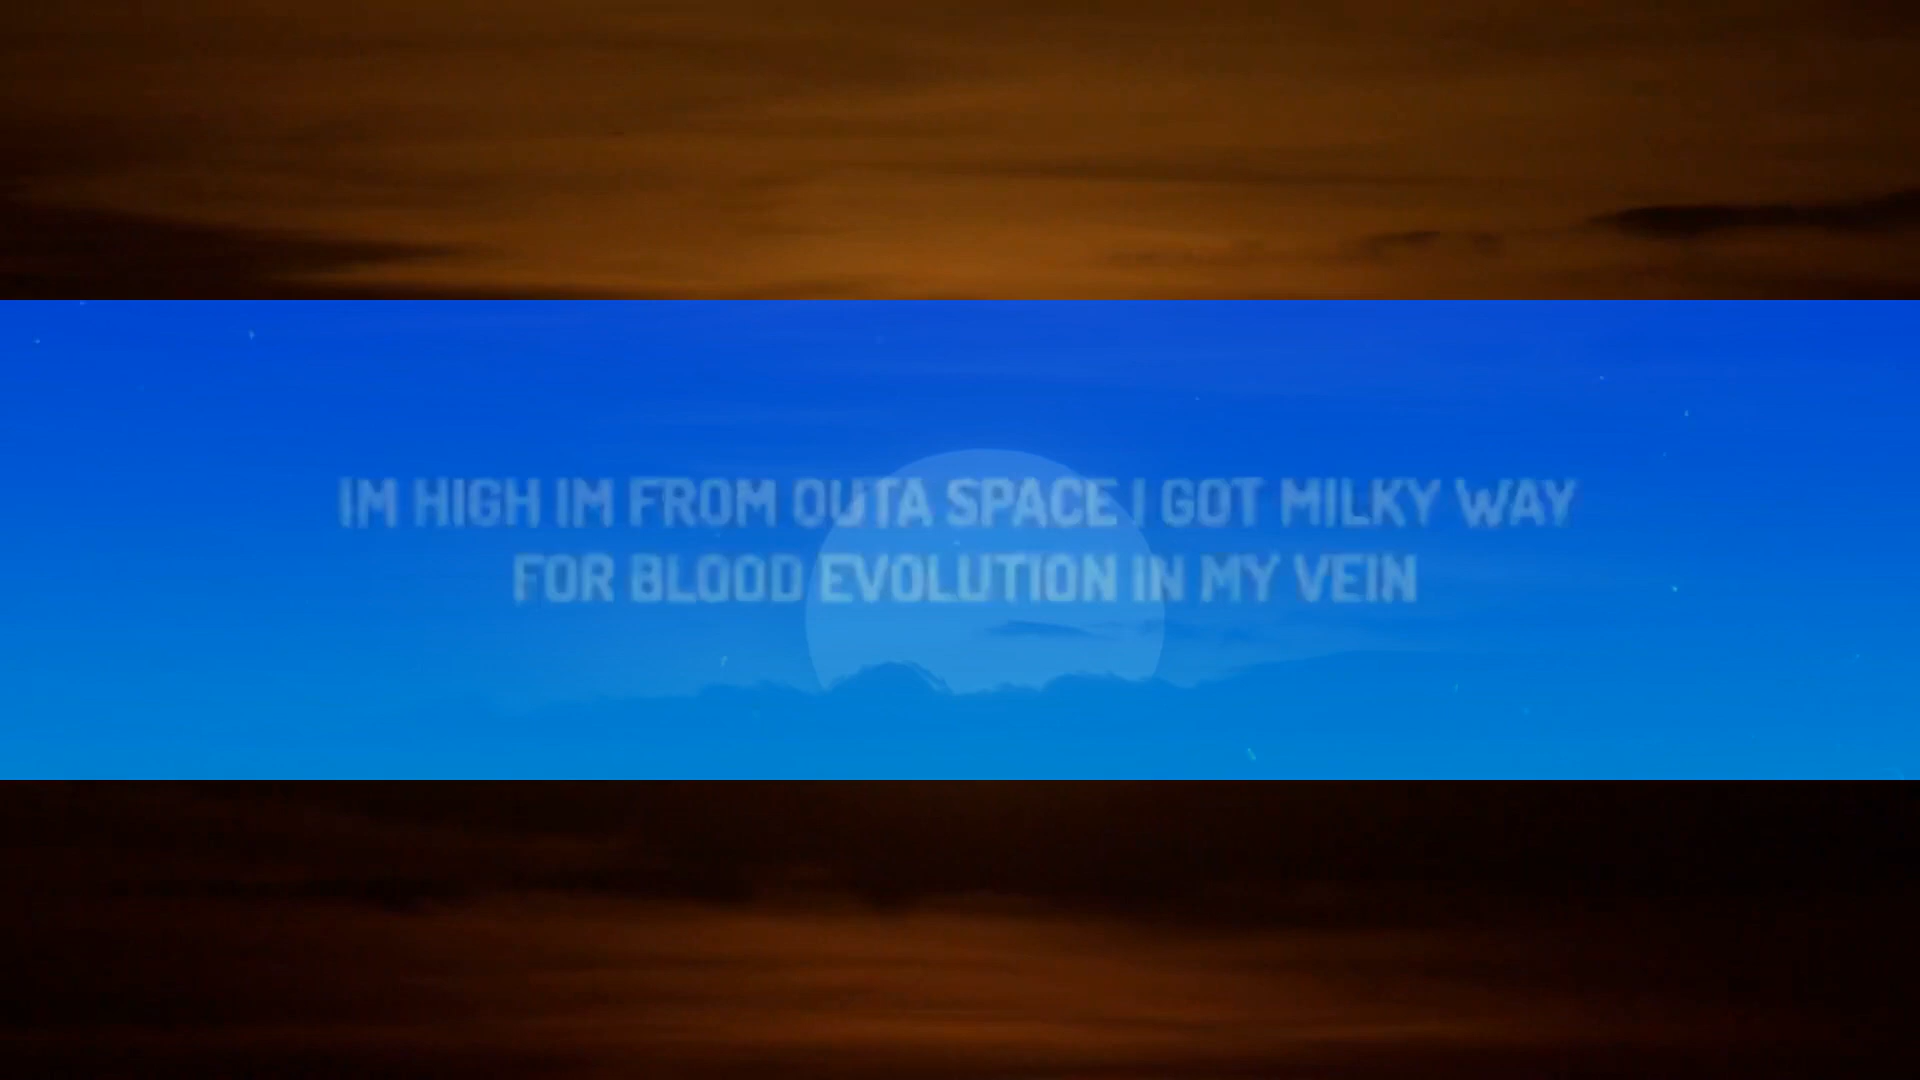 IM HIGH IM FROM OUTA SPACE I GOT MILKY WAY
FOR BLOOD EVOLUTION IN MY VEIN